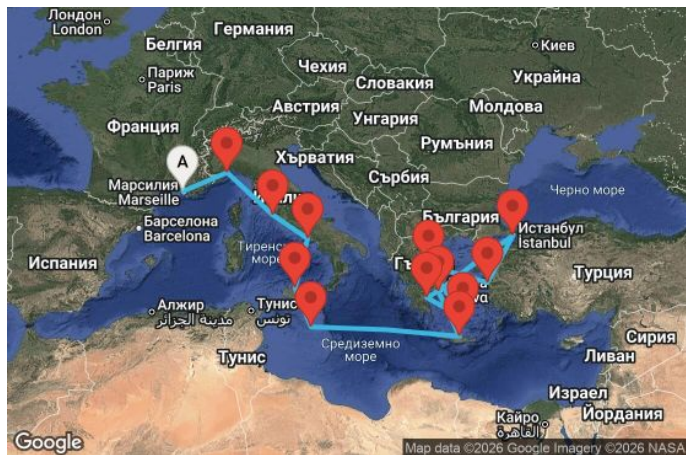 Лондон
London
Германия
Белгия
Киев
Чехия
Париж
Paris
Словакия
Украйна
Австрия
Молдова
Унгария
Франция
Румъния
A
Хърватия
Марсилия
Marseille
Сърбия
Черно море
Барселона
Barcelona
България
Истанбул
İstanbul
море
Испания
Турция
Алжир
مدينة الجزائر
Тунис
تونس
Средиземно
море
Сирия
Тунис
Ливан
Израел
Йордания
Кайро
القاهرة
Google
Map data ©2026 Google Imagery ©2026 NASA